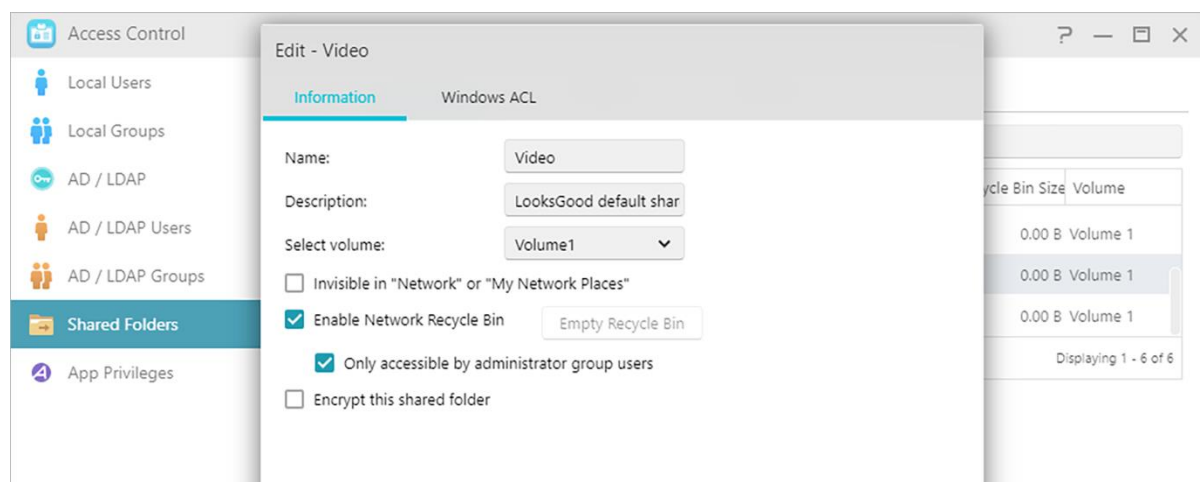 Access Control
Local Users
Local Groups
AD / LDAP
AD / LDAP Users
AD / LDAP Groups
Shared Folders
App Privileges
Edit - Video
Information Windows ACL
Name: Video
Description: LooksGood default shar
Select volume: Volume1
Invisible in "Network" or "My Network Places"
Enable Network Recycle Bin Empty Recycle Bin
Only accessible by administrator group users
Encrypt this shared folder
ycle Bin Size Volume
0.00 B Volume 1
0.00 B Volume 1
0.00 B Volume 1
Displaying 1 - 6 of 6